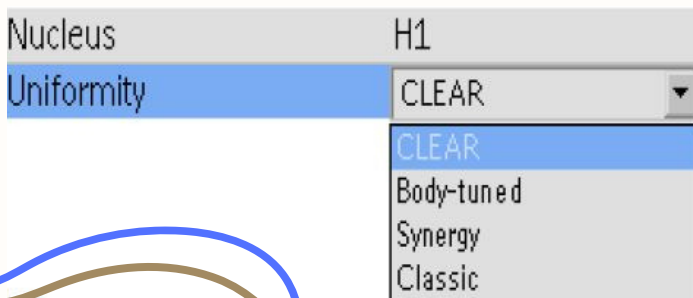 Nucleus H1
Uniformity CLEAR
CLEAR
Body-tuned
Synergy
Classic